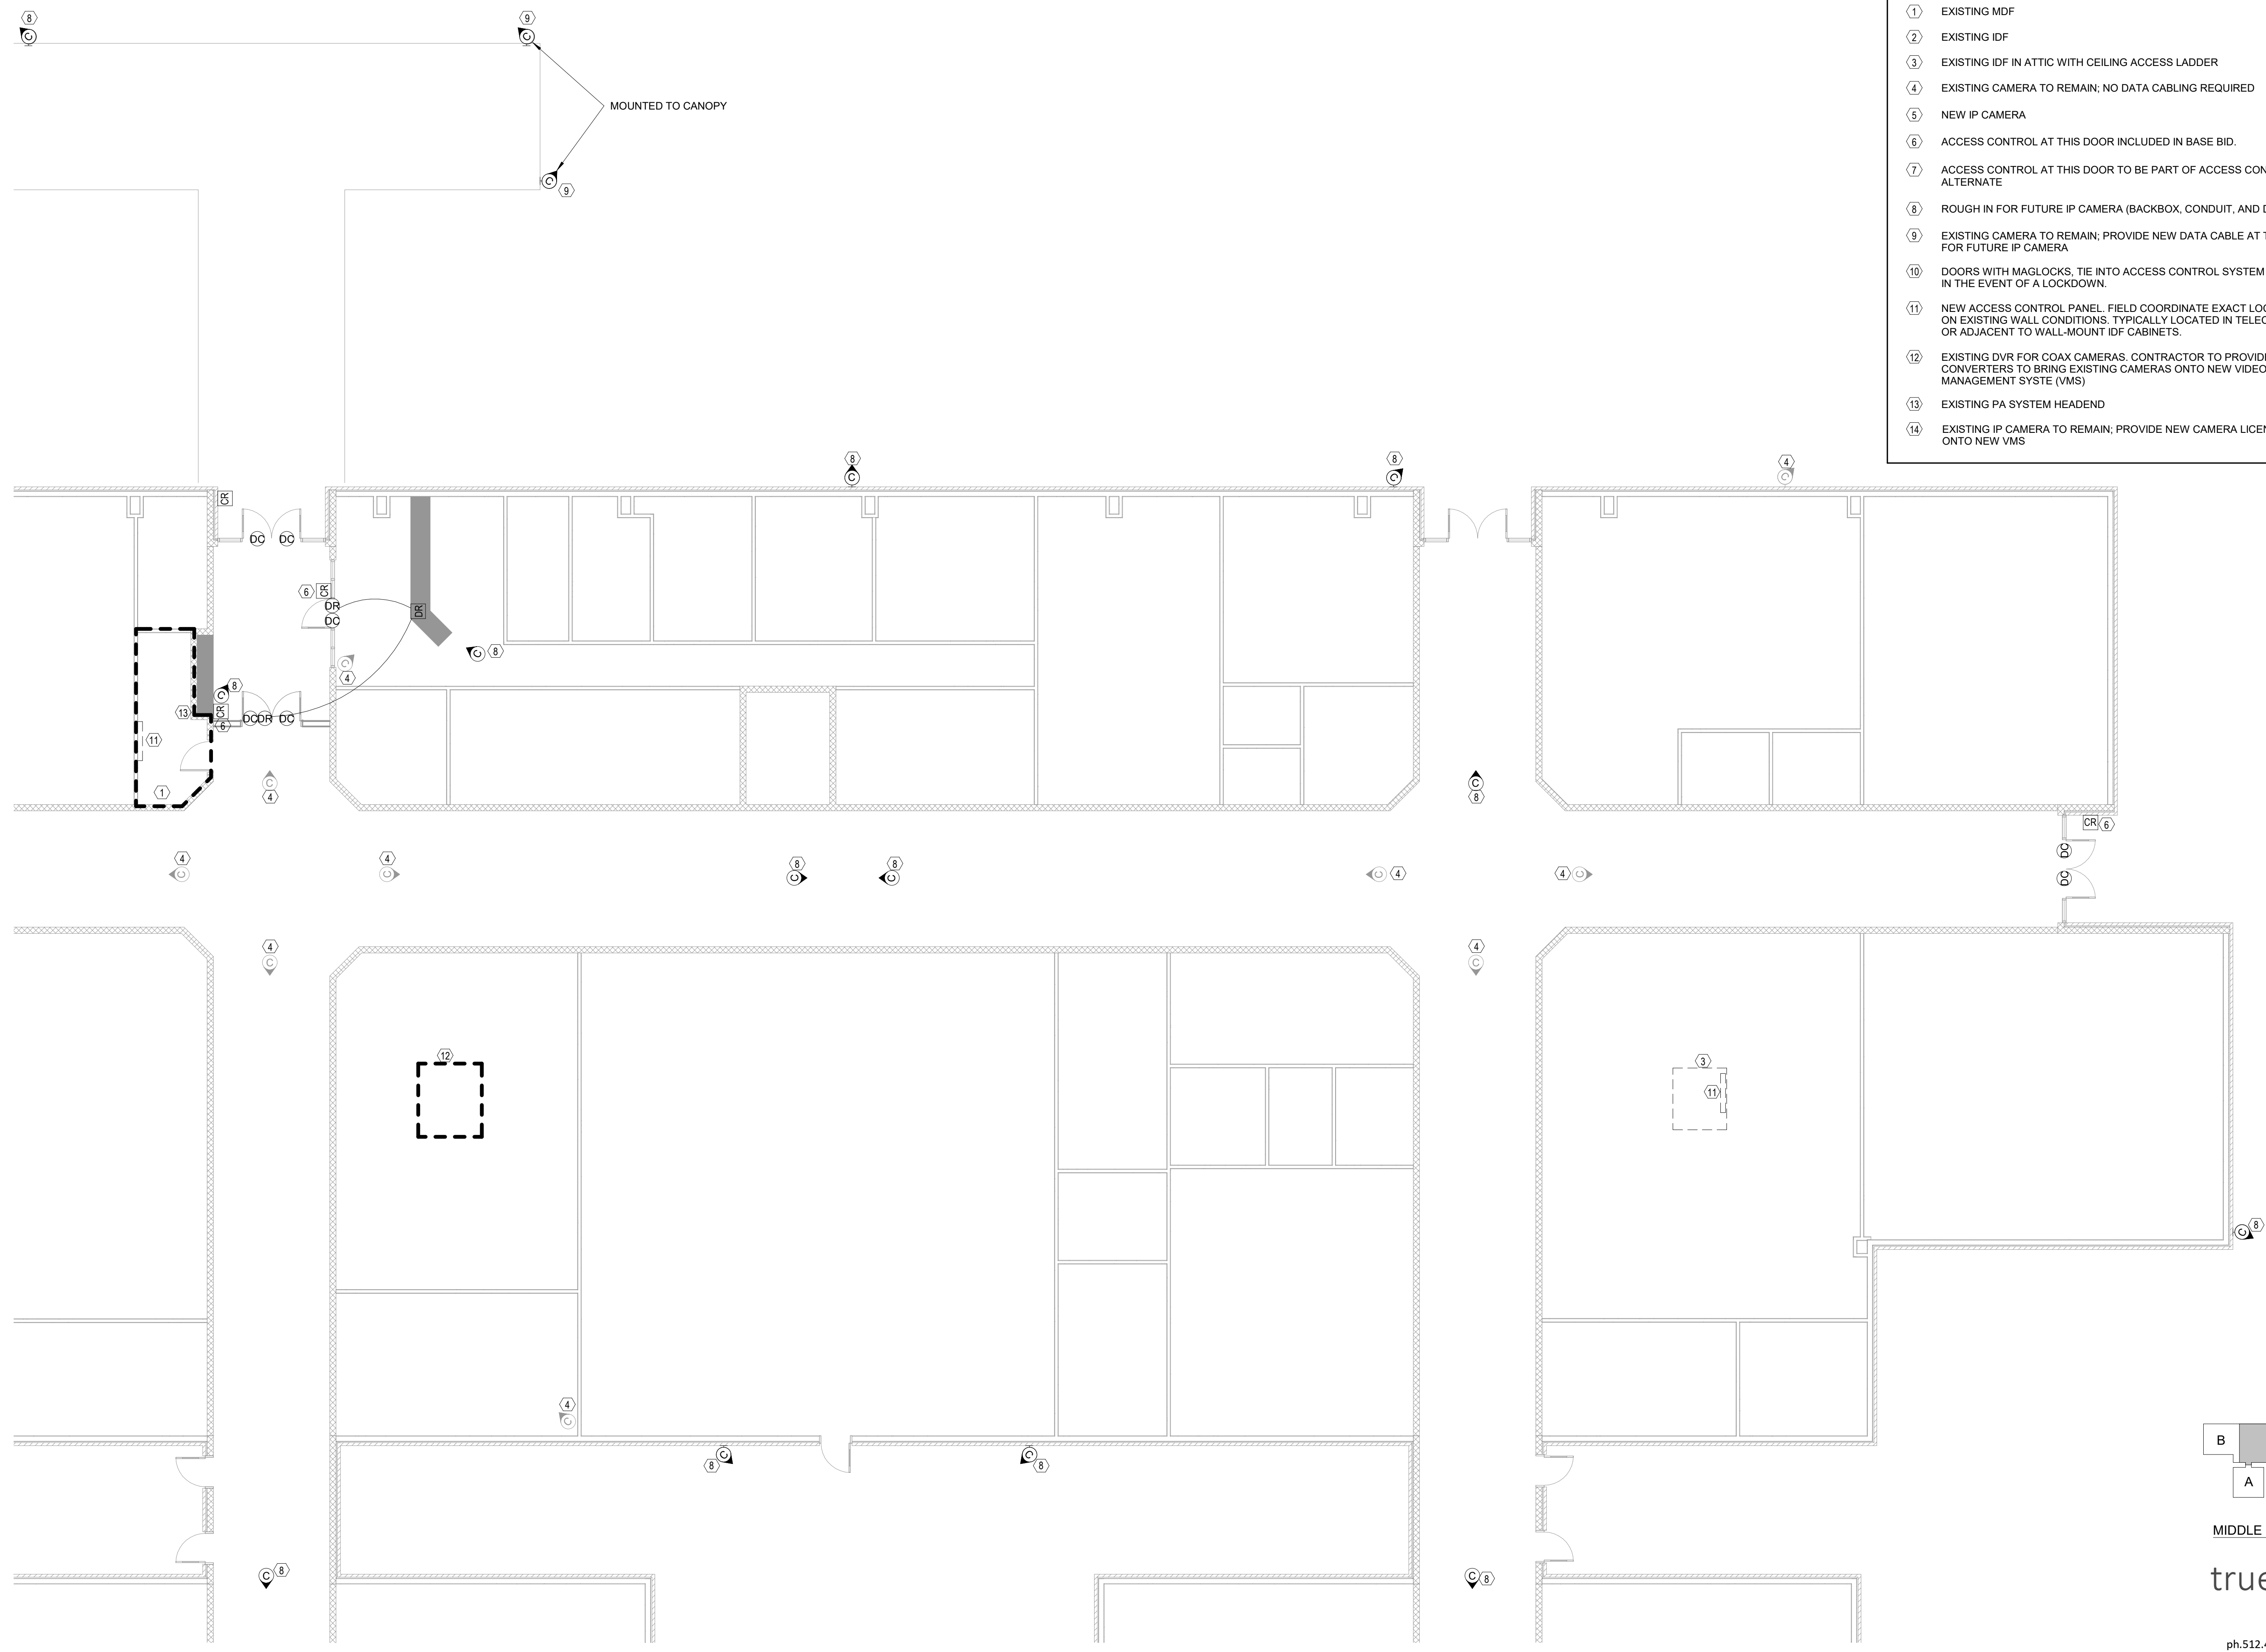 1 EXISTING MDF
2 EXISTING IDF
3 EXISTING IDF IN ATTIC WITH CEILING ACCESS LADDER
4 EXISTING CAMERA TO REMAIN; NO DATA CABLING REQUIRED
5 NEW IP CAMERA
6 ACCESS CONTROL AT THIS DOOR INCLUDED IN BASE BID.
7 ACCESS CONTROL AT THIS DOOR TO BE PART OF ACCESS
ALTERNATE
8 ROUGH IN FOR FUTURE IP CAMERA (BACKBOX, CONDUIT, AND
9 EXISTING CAMERA TO REMAIN; PROVIDE NEW DATA CABLE AT
FOR FUTURE IP CAMERA
10 DOORS WITH MAGLOCKS, TIE INTO ACCESS CONTROL SYSTEM
IN THE EVENT OF A LOCKDOWN.
11 NEW ACCESS CONTROL PANEL. FIELD COORDINATE EXACT
ON EXISTING WALL CONDITIONS. TYPICALLY LOCATED IN
OR ADJACENT TO WALL-MOUNT IDF CABINETS.
12 EXISTING DVR FOR COAX CAMERAS. CONTRACTOR TO
CONVERTERS TO BRING EXISTING CAMERAS ONTO NEW VIDEO
MANAGEMENT SYSTE (VMS)
13 EXISTING PA SYSTEM HEADEND
14 EXISTING IP CAMERA TO REMAIN; PROVIDE NEW CAMERA
ONTO NEW VMS
8
C
9
C
MOUNTED TO CANOPY
C
9
8
C
8
C
4
C
CR
DC DC
6 CR
DR
DC
DR
C 8
C
4
C 8
13 CR
6
DC DR DC
11
1
C
4
C
8
CR 6
DC
DC
4
C
4
C
8
C
8
C
C 4
4 C
4
C
4
C
12
3
11
C 8
4
C
8 C
C 8
B
A
MIDDLE
C 8
C 8
true
ph.512.